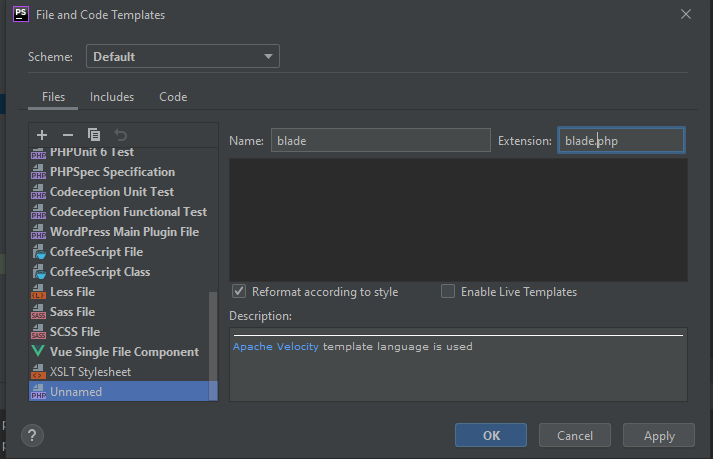 PS File and Code Templates
Scheme: Default
Files Includes Code
PHPUnit 6 Test
PHPSpec Specification
Codeception Unit Test
Codeception Functional Test
WordPress Main Plugin File
CoffeeScript File
CoffeeScript Class
Less File
Sass File
SCSS File
Vue Single File Component
XSLT Stylesheet
Unnamed
Name: blade Extension: blade.php
Reformat according to style Enable Live Templates
Description:
Apache Velocity template language is used
? OK Cancel Apply